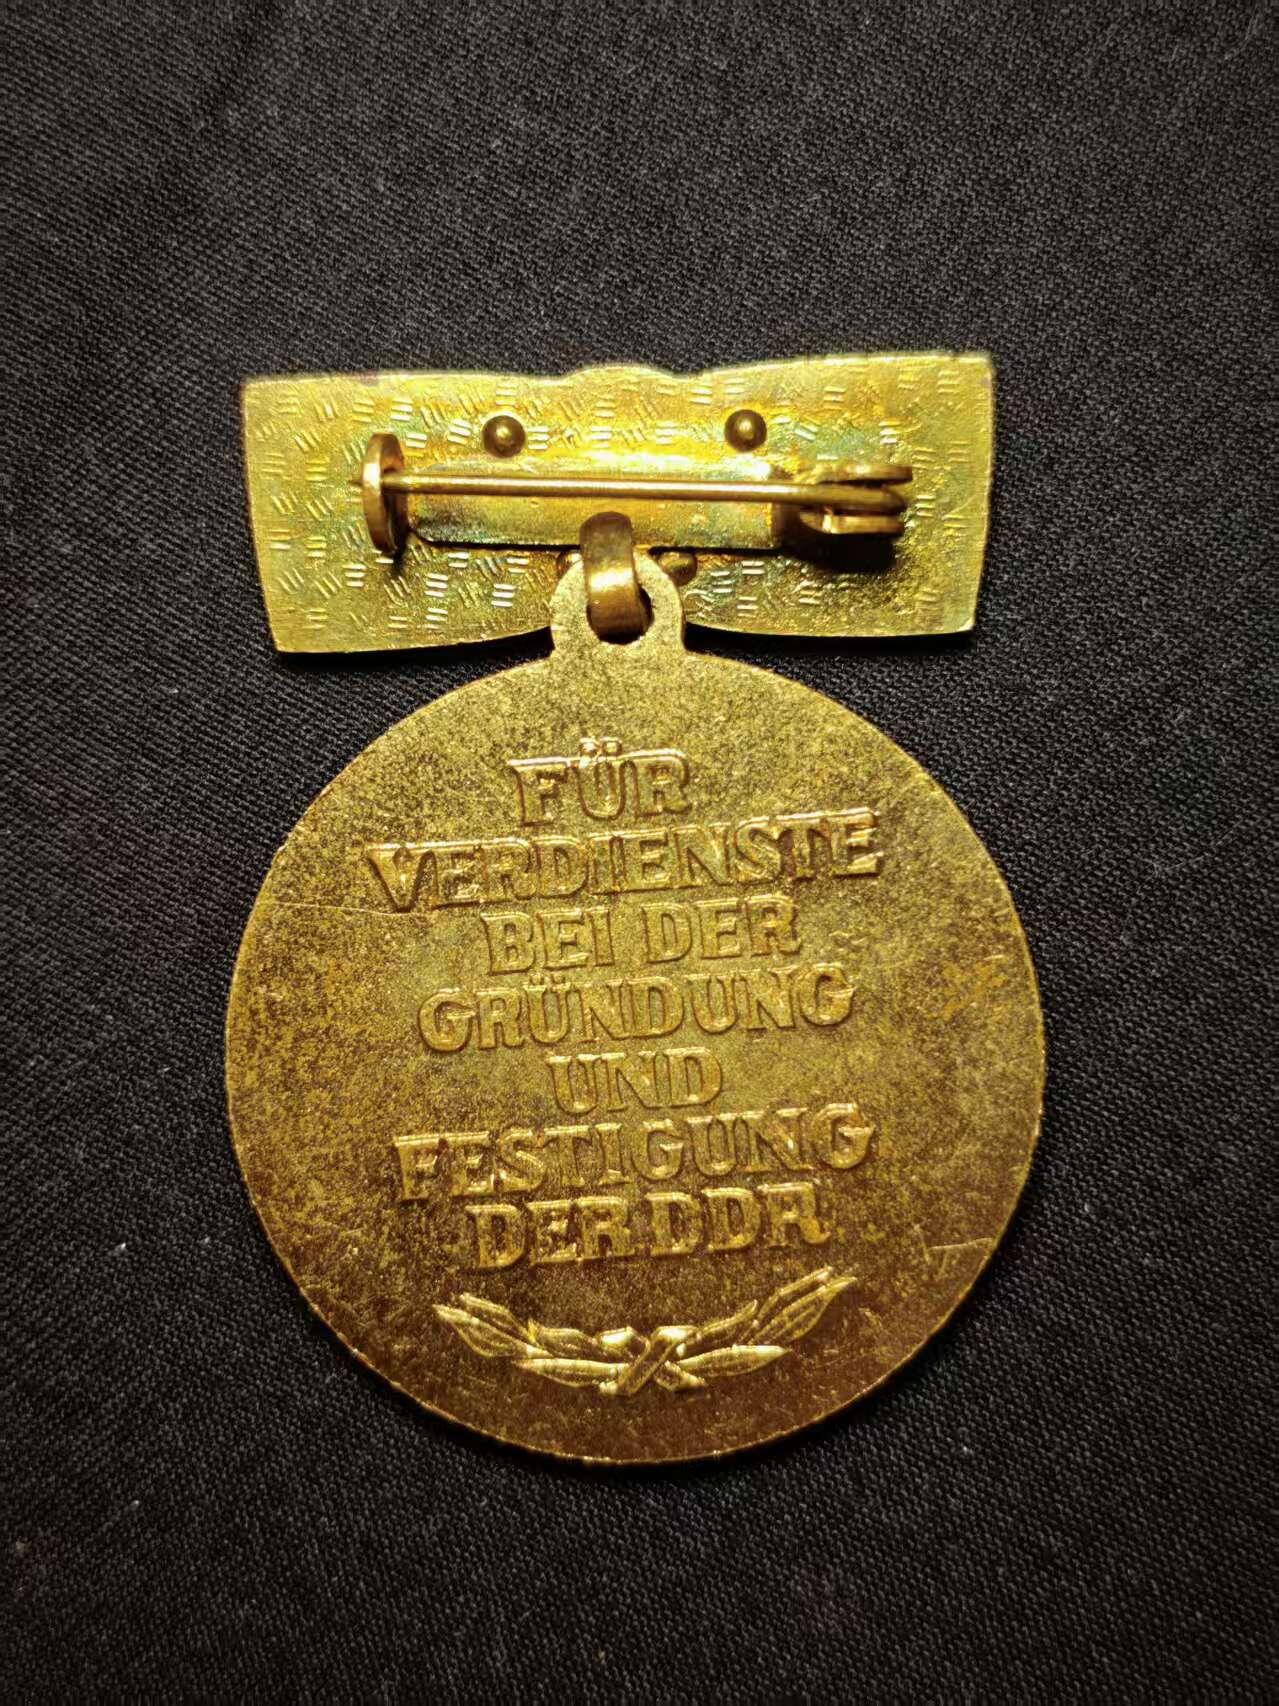 FÜR
VERDIENSTE
BEI DER
GRÜNDUNG
UND
FESTIGUNG
DER DDR